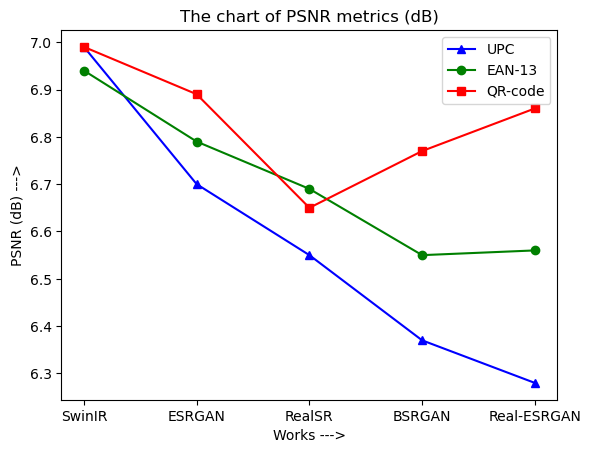 The chart of PSNR metrics (dB)
UPC
EAN-13
QR-code
PSNR (dB) --->
7.0
6.9
6.8
6.7
6.6
6.5
6.4
6.3
SwinIR ESRGAN RealSR BSRGAN Real-ESRGAN
Works --->